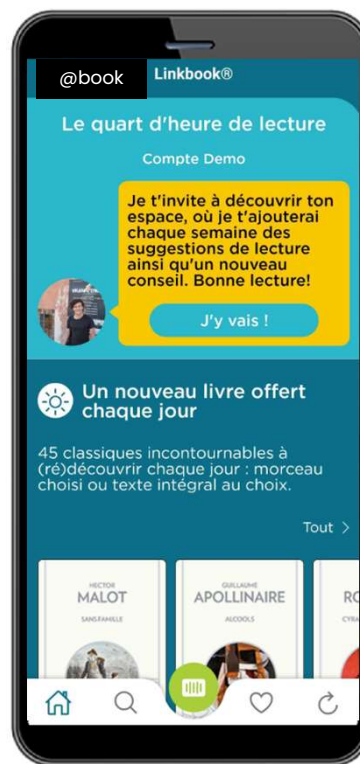 @book
Linkbook®
Le quart d'heure de lecture
Compte Demo
Je t'invite à découvrir ton
espace, où je t'ajouterai
chaque semaine des
suggestions de lecture
ainsi qu'un nouveau
conseil. Bonne lecture!
J'y vais !
Un nouveau livre offert
chaque jour
45 classiques incontournables à
(ré)découvrir chaque jour : morceau
choisi ou texte intégral au choix.
Tout >
HECTOR
MALOT
SANS FAMILLE
GUILLAUME
APOLLINAIRE
ALCOOLS